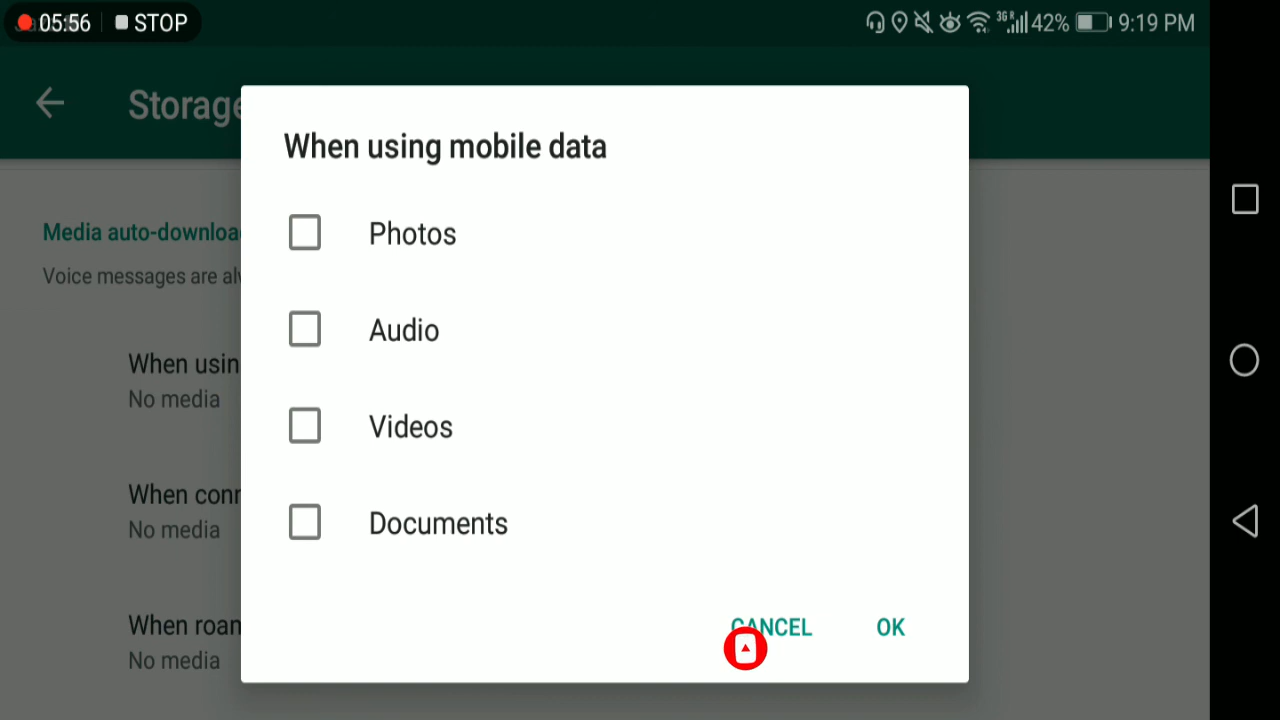 05:56 STOP 3G R 42% 9:19 PM
Storage
When using mobile data
Photos
Media auto-downloa
Voice messages are al
Audio
When usin
No media
Videos
When conn
No media
Documents
When roan
No media
CANCEL OK